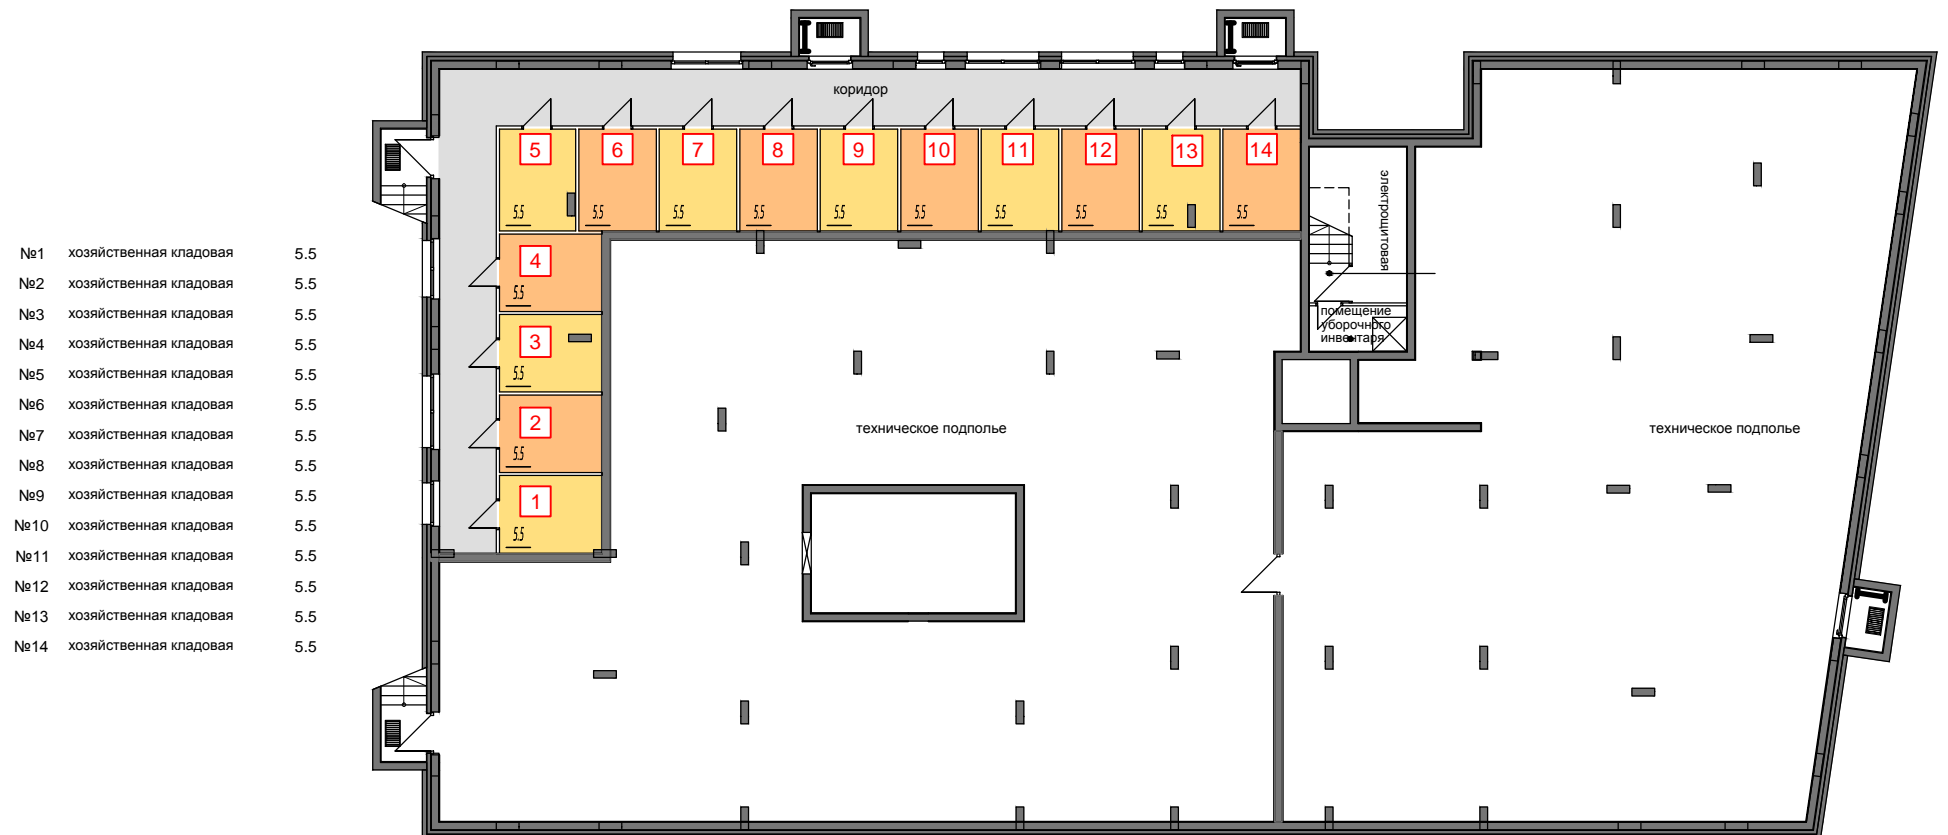 коридор
5
6
7
8
9
10
11
12
13
14
5.5
5.5
5.5
5.5
5.5
5.5
5.5
5.5
5.5
5.5
электрощитовая
4
5.5
3
5.5
2
5.5
1
5.5
помещение
уборочного
инвентаря
техническое подполье
техническое подполье
№1 хозяйственная кладовая 5.5
№2 хозяйственная кладовая 5.5
№3 хозяйственная кладовая 5.5
№4 хозяйственная кладовая 5.5
№5 хозяйственная кладовая 5.5
№6 хозяйственная кладовая 5.5
№7 хозяйственная кладовая 5.5
№8 хозяйственная кладовая 5.5
№9 хозяйственная кладовая 5.5
№10 хозяйственная кладовая 5.5
№11 хозяйственная кладовая 5.5
№12 хозяйственная кладовая 5.5
№13 хозяйственная кладовая 5.5
№14 хозяйственная кладовая 5.5